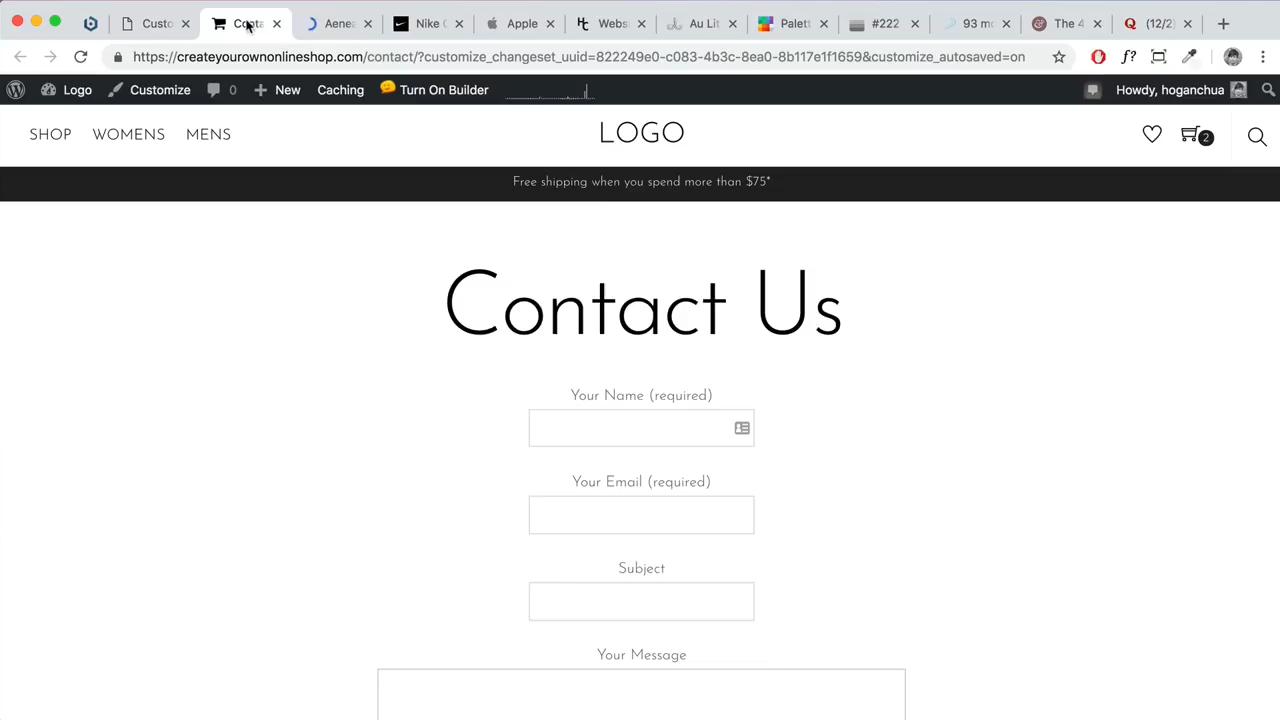 Custo Conta Aenea Nike Apple Webs Au Lit Palett #222 93 m The 4 (12/2
https://createyourownonlineshop.com/contact/?customize_changeset_uuid=822249e0-c083-4b3c-8ea0-8b117e1f1659&customize_autosaved=on
Logo Customize 0 New Caching Turn On Builder Howdy, hoganchua
SHOP WOMENS MENS LOGO 2
Free shipping when you spend more than $75*
Contact Us
Your Name (required)
Your Email (required)
Subject
Your Message